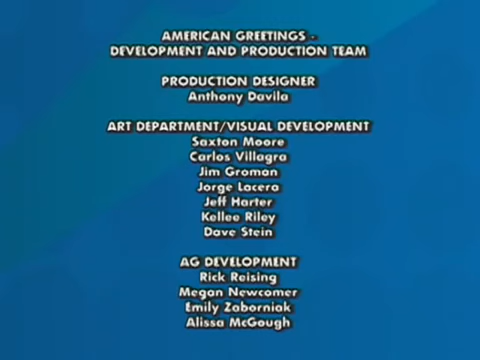 AMERICAN GREETINGS -
DEVELOPMENT AND PRODUCTION TEAM
PRODUCTION DESIGNER
Anthony Davila
ART DEPARTMENT/VISUAL DEVELOPMENT
Saxton Moore
Carlos Villagra
Jim Groman
Jorge Lacera
Jeff Harter
Kellee Riley
Dave Stein
AG DEVELOPMENT
Rick Reising
Megan Newcomer
Emily Zaborniak
Alissa McGough